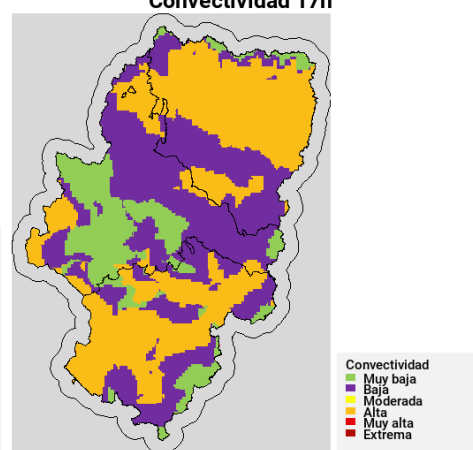 Convectividad 17h
Convectividad
Muy baja
Baja
Moderada
Alta
Muy alta
Extrema